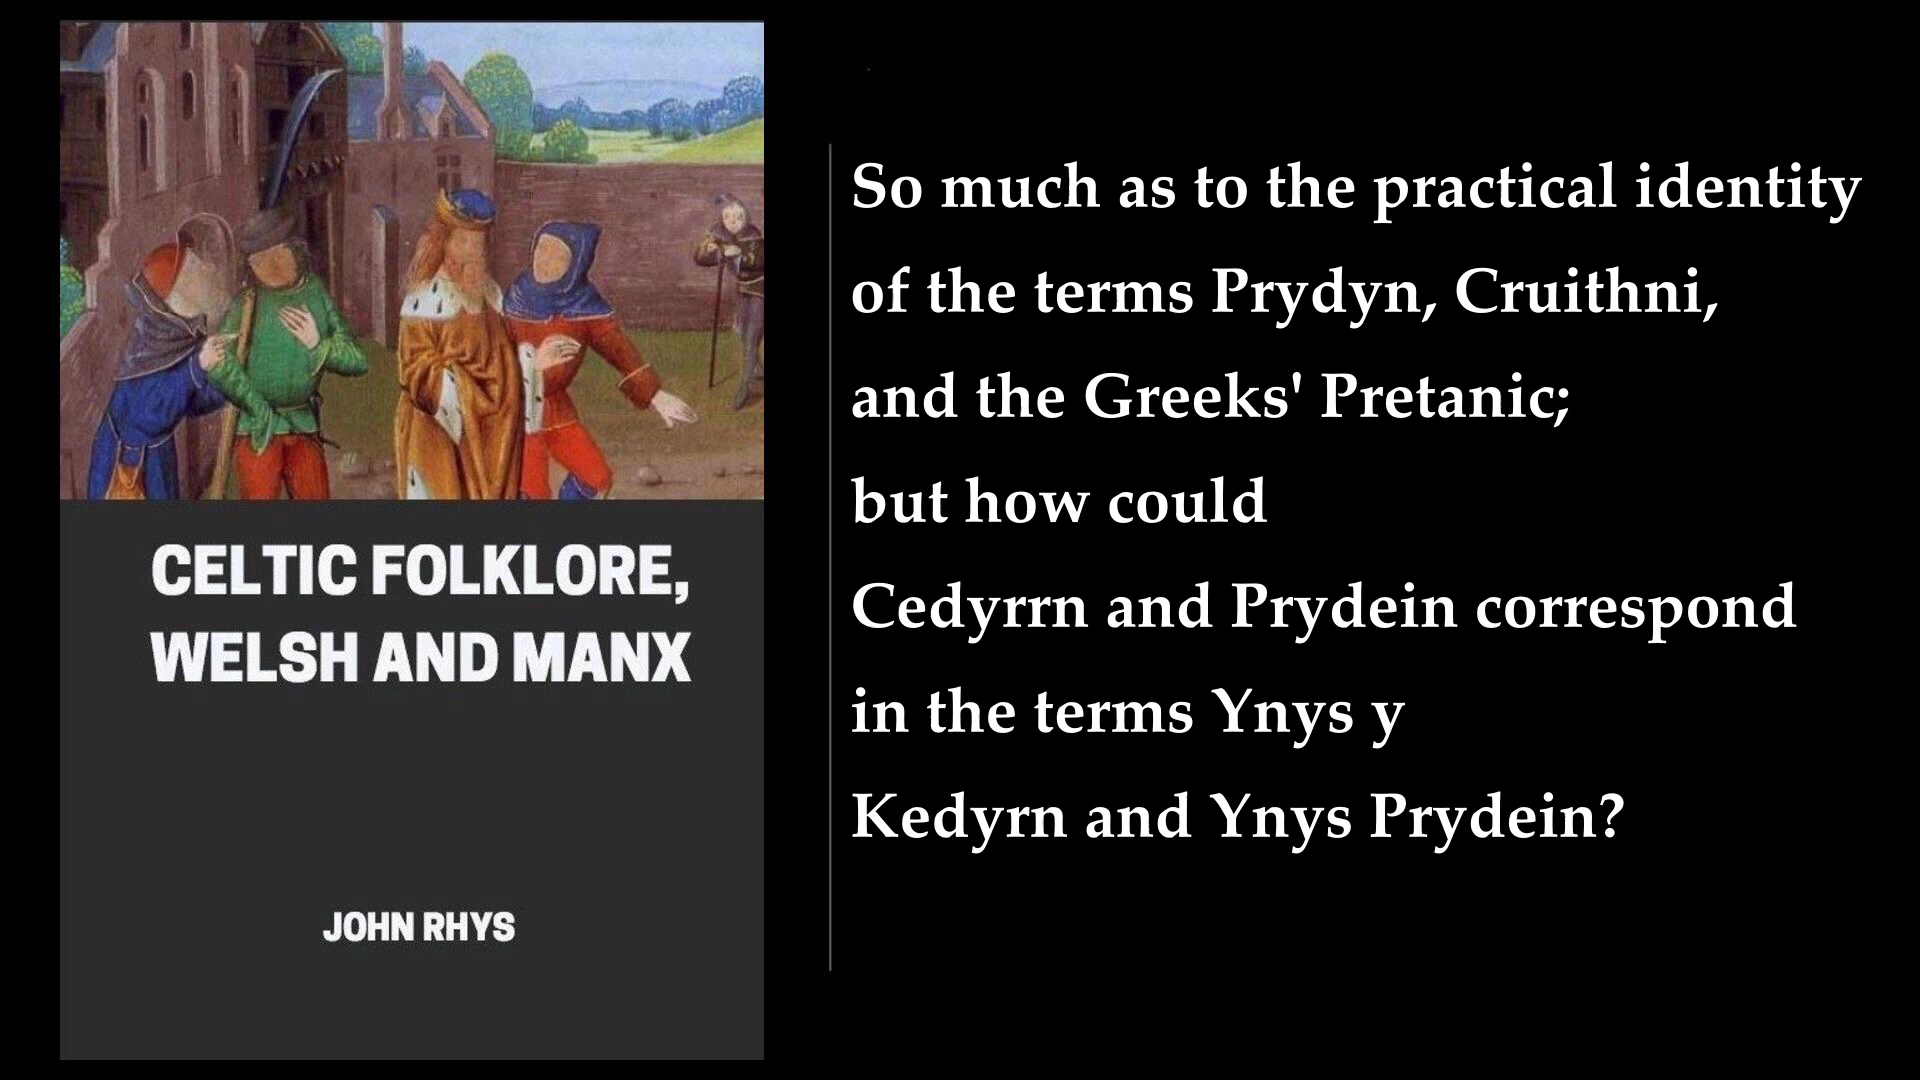 CELTIC FOLKLORE,
WELSH AND MANX
JOHN RHYS
So much as to the practical identity
of the terms Prydyn, Cruithni,
and the Greeks' Pretanic;
but how could
Cedyrrn and Prydein correspond
in the terms Ynys y
Kedyrn and Ynys Prydein?